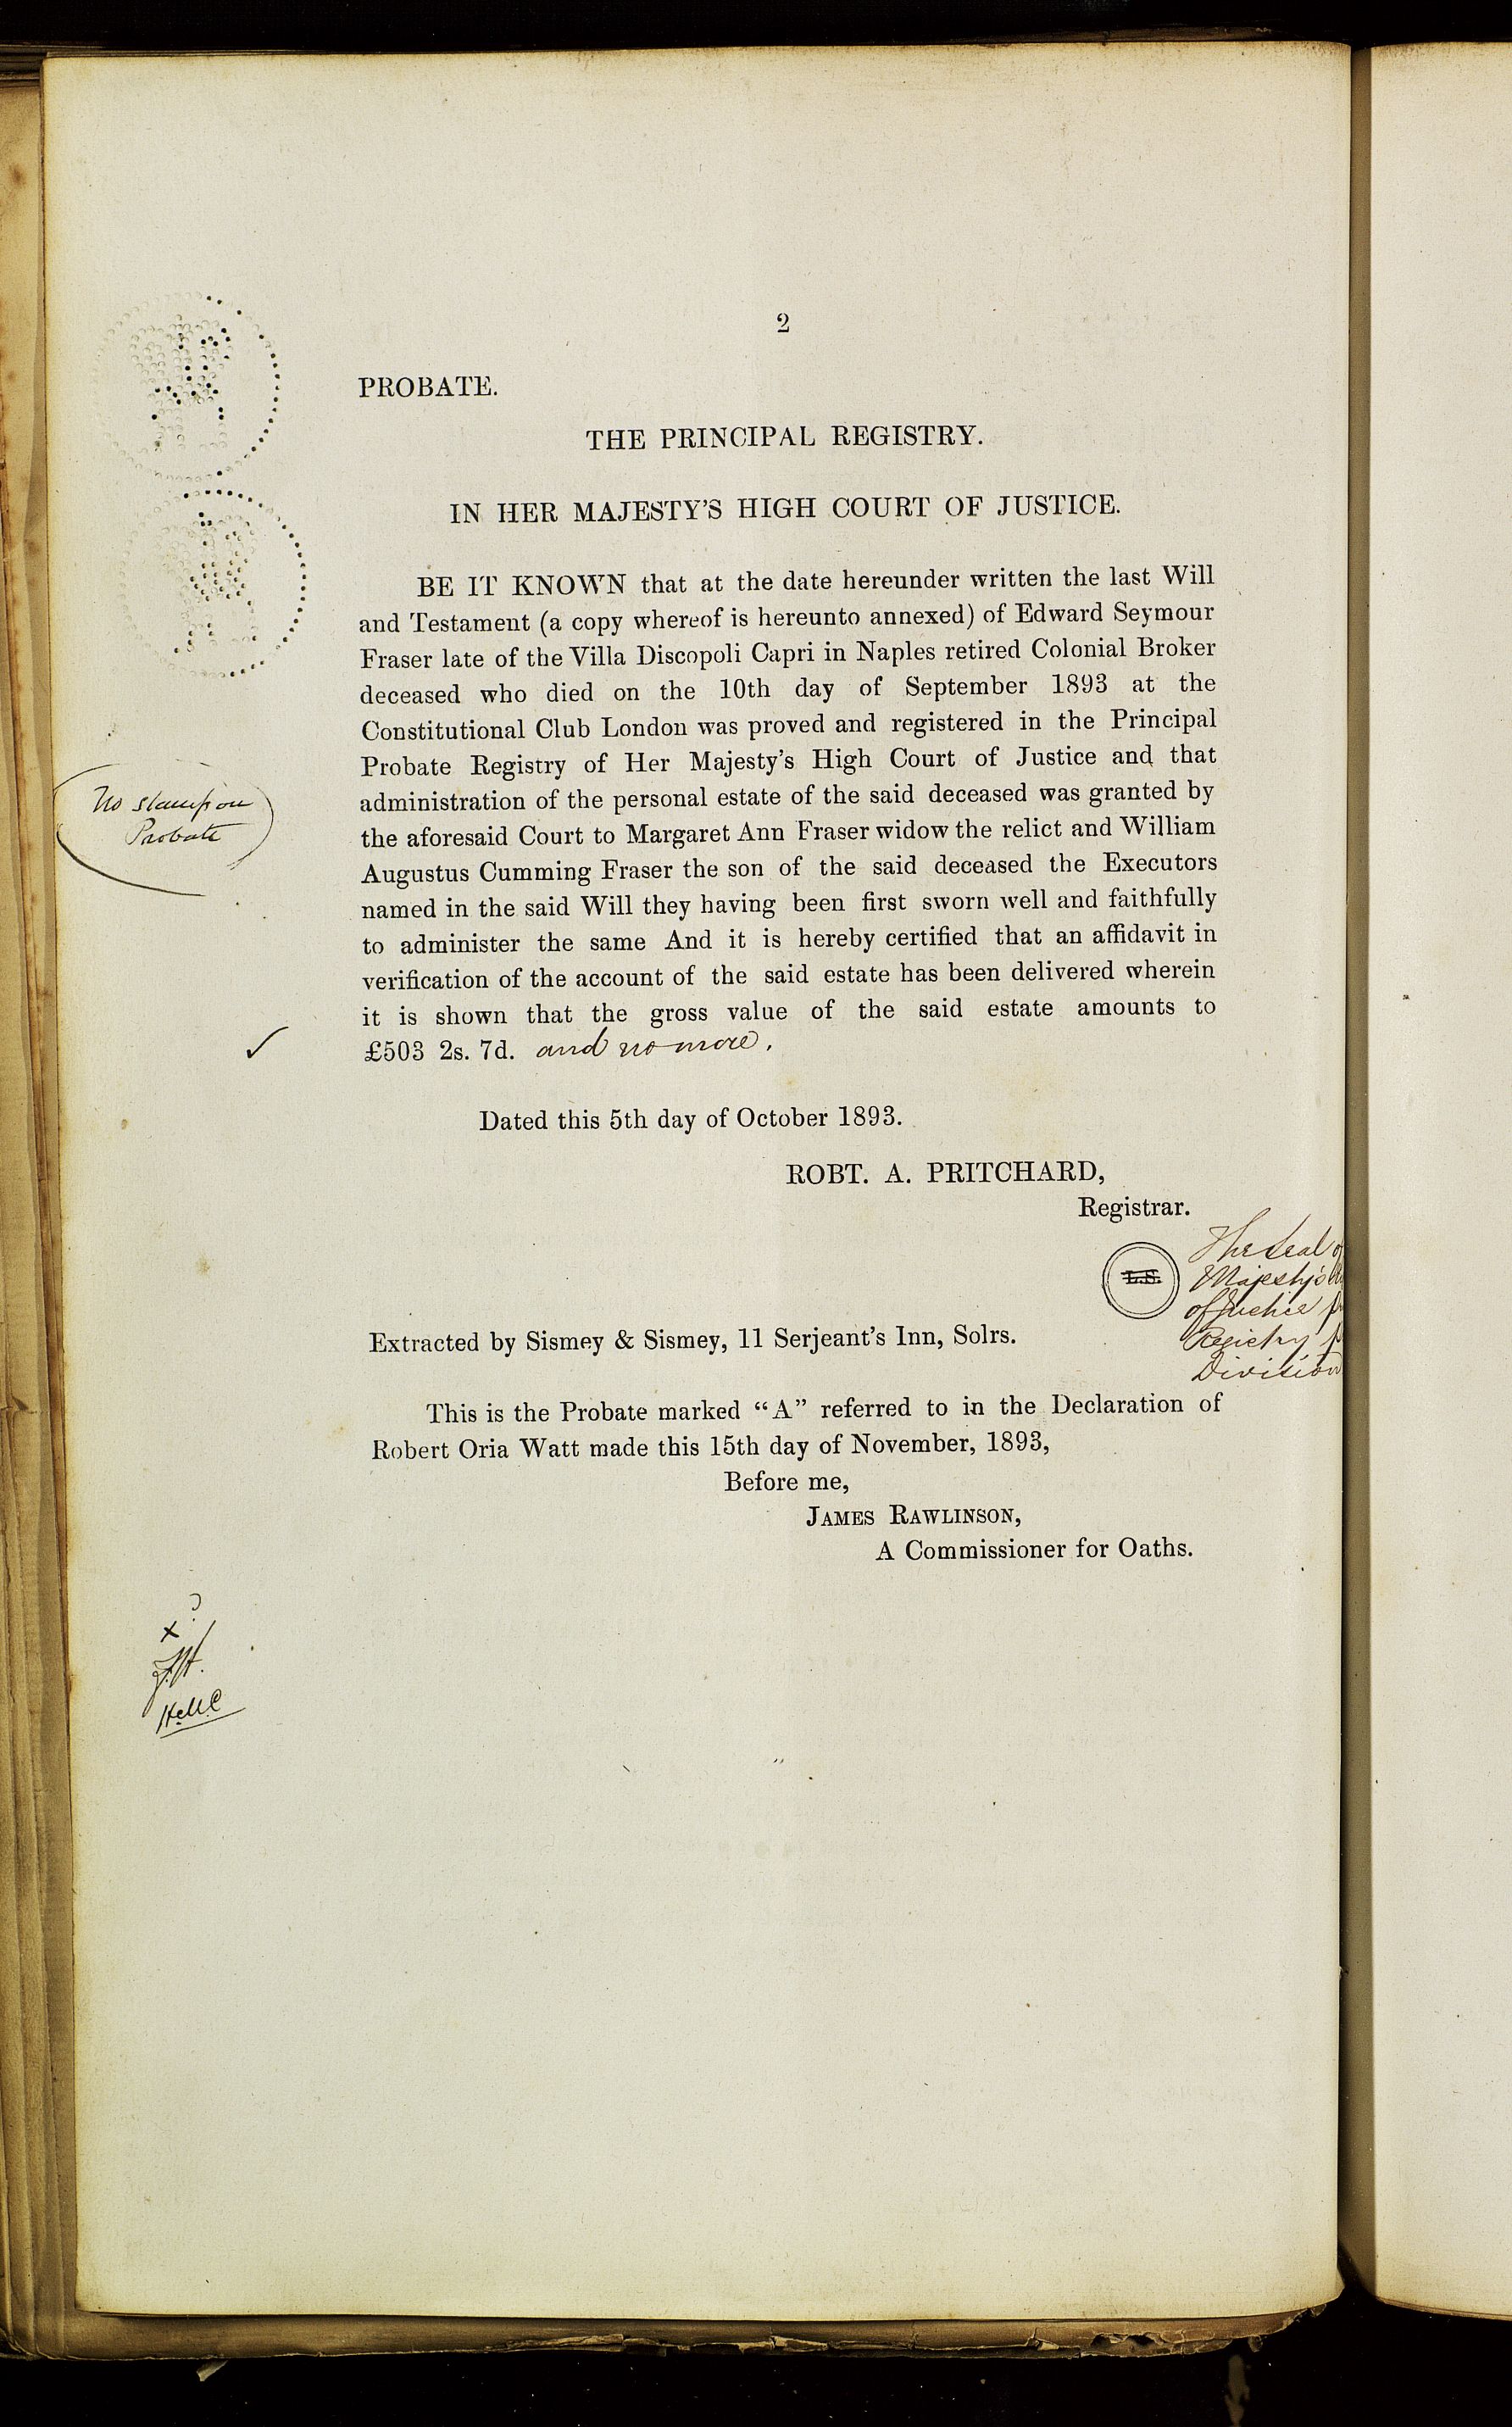 2
PROBATE.
THE PRINCIPAL REGISTRY.
IN HER MAJESTY'S HIGH COURT OF JUSTICE.
BE IT KNOWN that at the date hereunder written the last Will
and Testament (a copy whereof is hereunto annexed) of Edward Seymour
Fraser late of the Villa Discopoli Capri in Naples retired Colonial Broker
deceased who died on the 10th day of September 1893 at the
Constitutional Club London was proved and registered in the Principal
Probate Registry of Her Majesty's High Court of Justice and that
No stamp on
Probate
administration of the personal estate of the said deceased was granted by
the aforesaid Court to Margaret Ann Fraser widow the relict and William
Augustus Cumming Fraser the son of the said deceased the Executors
named in the said Will they having been first sworn well and faithfully
to administer the same And it is hereby certified that an affidavit in
verification of the account of the said estate has been delivered wherein
it is shown that the gross value of the said estate amounts to
✓ £503 2s. 7d. and no more.
Dated this 5th day of October 1893.
ROBT. A. PRITCHARD,
Registrar.
L.S.
The Seal of
Majesty's
of Justice
Registry
Division
Extracted by Sismey & Sismey, 11 Serjeant's Inn, Solrs.
This is the Probate marked "A" referred to in the Declaration of
Robert Oria Watt made this 15th day of November, 1893,
Before me,
JAMES RAWLINSON,
A Commissioner for Oaths.